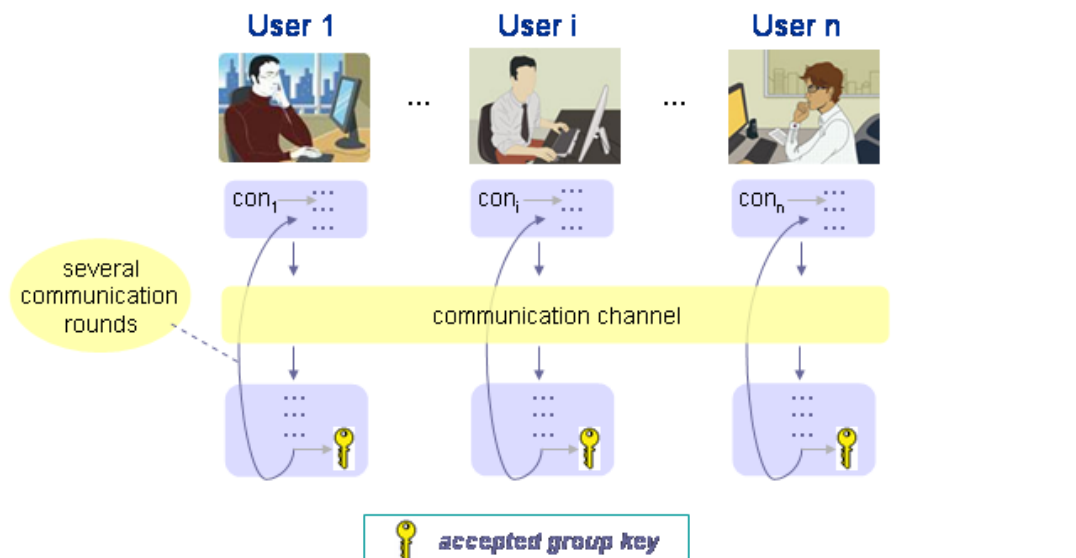 User 1
User i
User n
...
...
con1
...
...
...
coni
...
...
...
conn
...
...
...
several
communication
rounds
communication channel
...
...
...
...
...
...
...
...
...
accepted group key